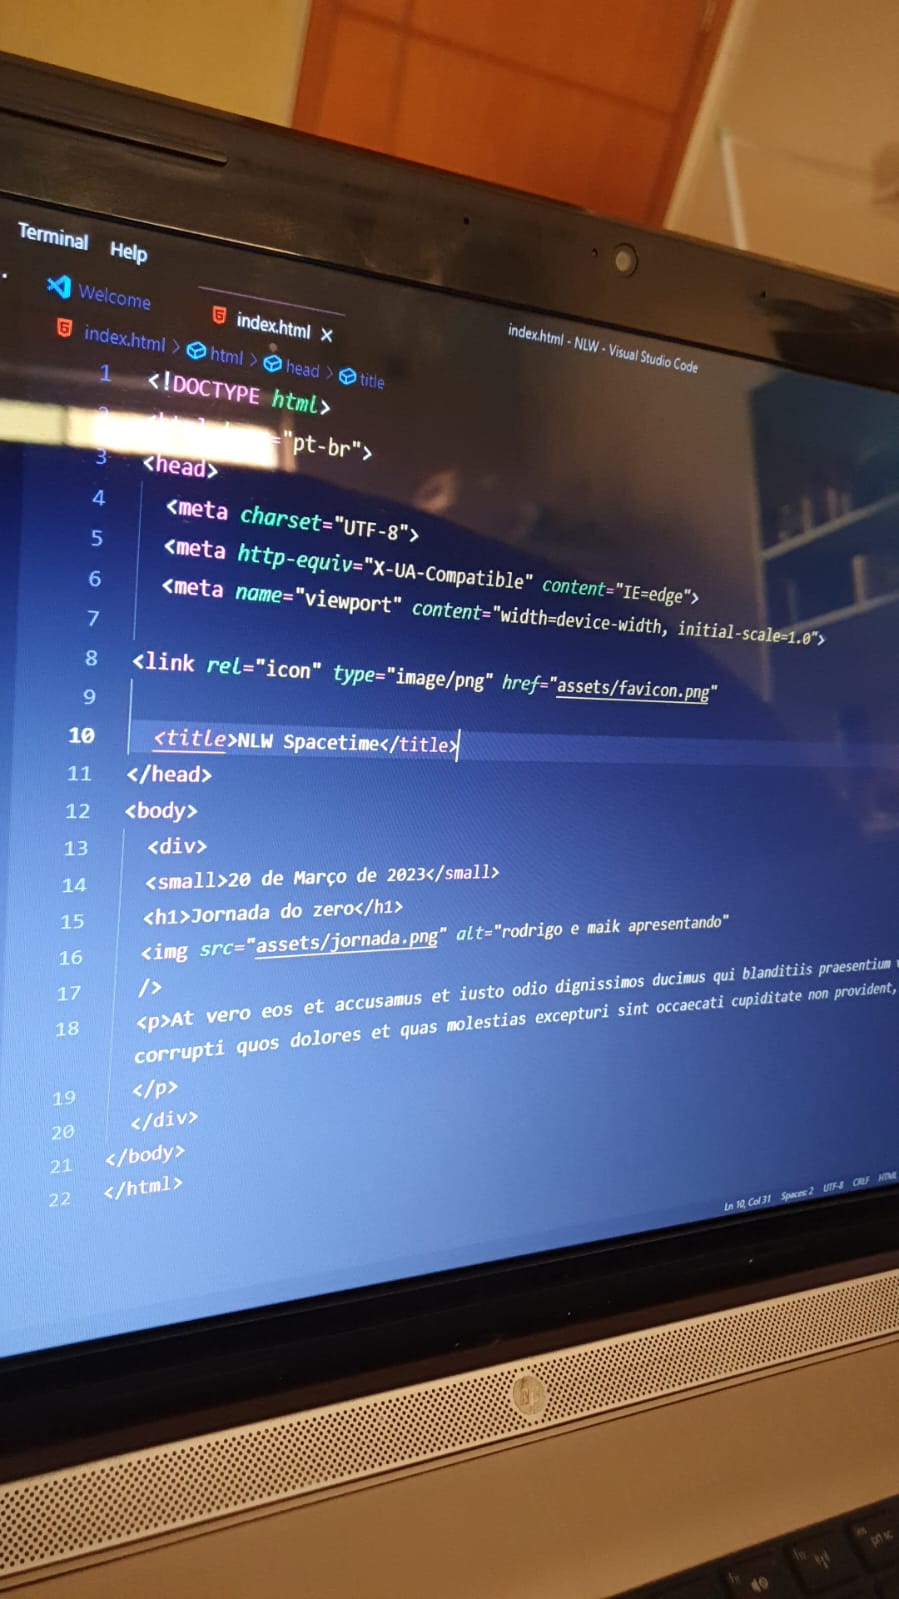 Terminal Help
Welcome
index.html ×
index.html - NLW - Visual Studio Code
index.html > html > head > title
1 <!DOCTYPE html>
2 "pt-br">
3 <head>
4 <meta charset="UTF-8">
5 <meta http-equiv="X-UA-Compatible" content="IE=edge">
6 <meta name="viewport" content="width=device-width, initial-scale=1.0">
7
8 <link rel="icon" type="image/png" href="assets/favicon.png"
9
10 <title>NLW Spacetime</title>
11 </head>
12 <body>
13 <div>
14 <small>20 de Março de 2023</small>
15 <h1>Jornada do zero</h1>
16 <img src="assets/jornada.png" alt="rodrigo e maik apresentando"
17 />
18 <p>At vero eos et accusamus et iusto odio dignissimos ducimus qui blanditiis praesentium
corrupti quos dolores et quas molestias excepturi sint occaecati cupiditate non provident,
19 </p>
20 </div>
21 </body>
22 </html>
Ln 10, Col 31 Spaces: 2 UTF-8 CRLF HTML
hp